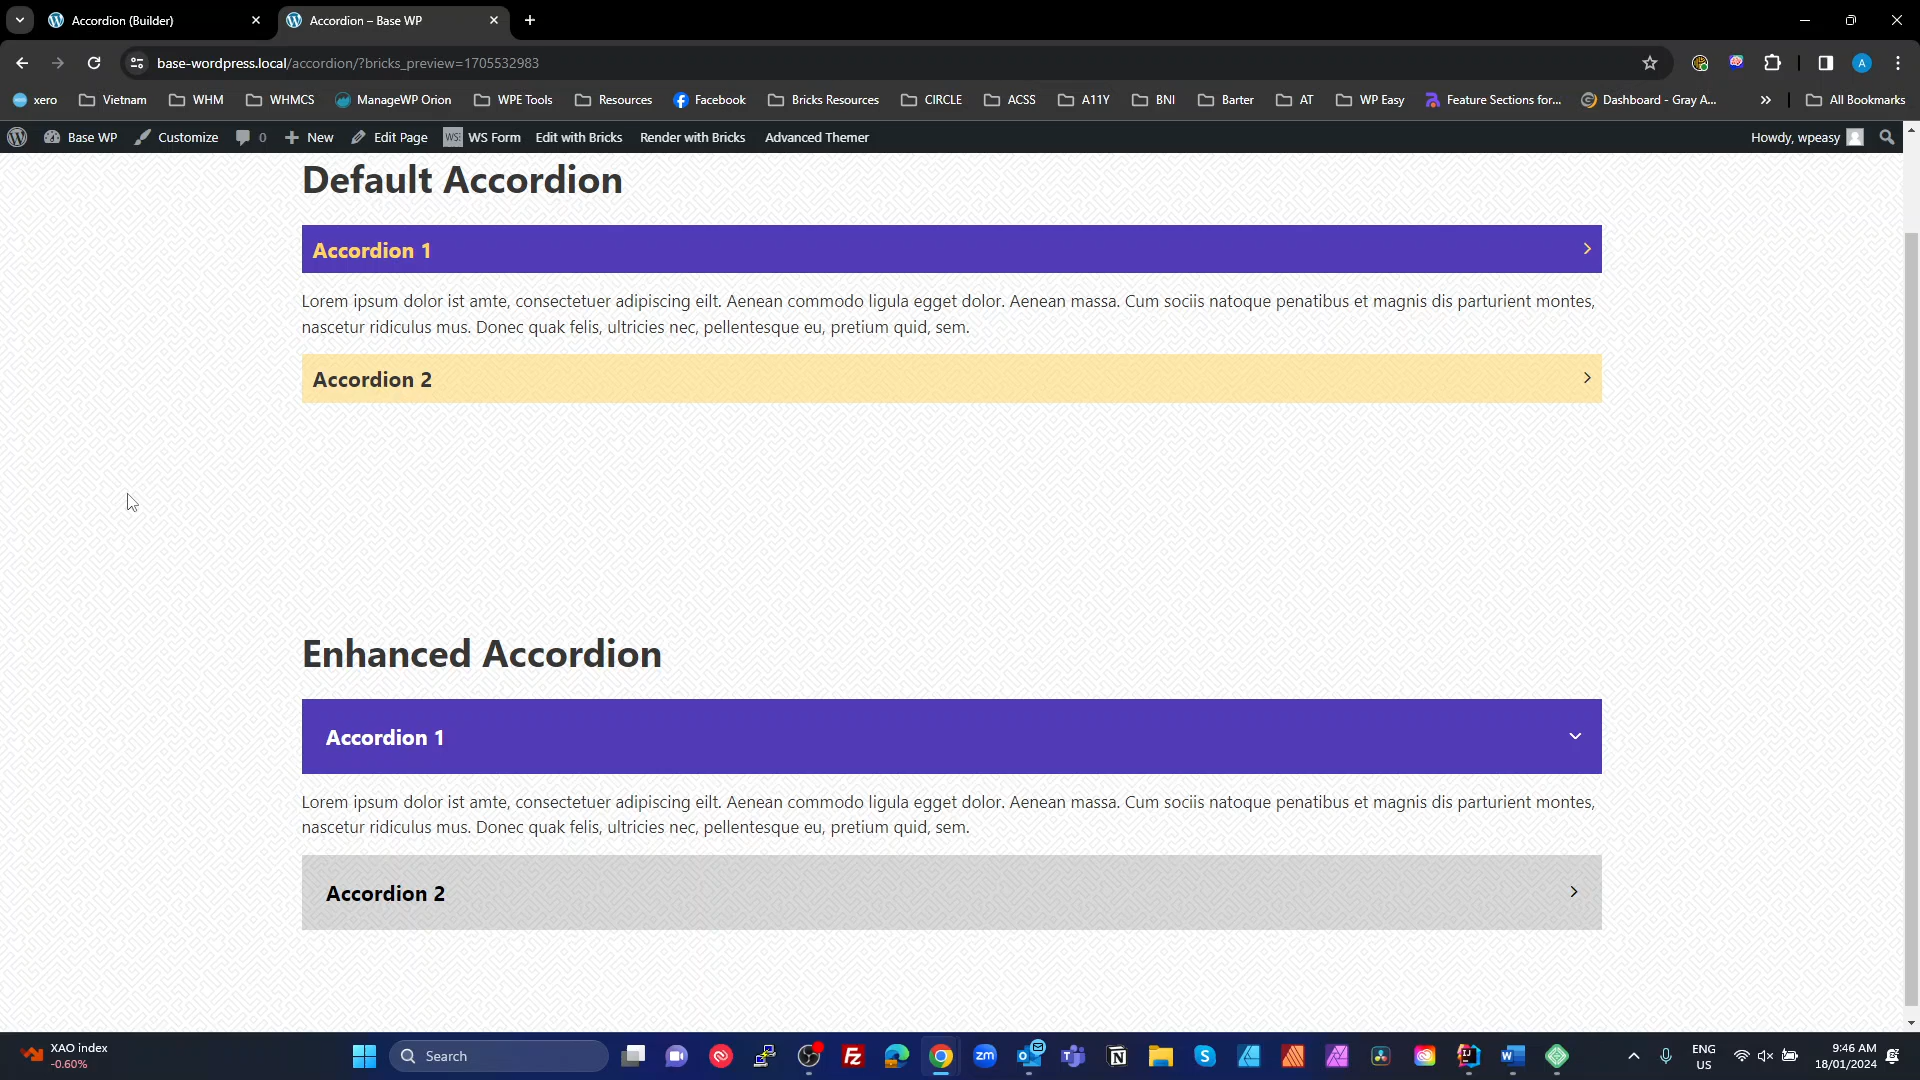 Accordion (Builder)
Accordion – Base WP
base-wordpress.local/accordion/?bricks_preview=1705532983
A
xero
Vietnam
WHM
WHMCS
ManageWP Orion
WPE Tools
Resources
Facebook
Bricks Resources
CIRCLE
ACSS
A11Y
BNI
Barter
AT
WP Easy
Feature Sections for...
Dashboard - Gray A...
All Bookmarks
Base WP
Customize
0
New
Edit Page
WS Form
Edit with Bricks
Render with Bricks
Advanced Themer
Howdy, wpeasy
Default Accordion
Accordion 1
Lorem ipsum dolor ist amte, consectetuer adipiscing eilt. Aenean commodo ligula egget dolor. Aenean massa. Cum sociis natoque penatibus et magnis dis parturient montes,
nascetur ridiculus mus. Donec quak felis, ultricies nec, pellentesque eu, pretium quid, sem.
Accordion 2
Enhanced Accordion
Accordion 1
Lorem ipsum dolor ist amte, consectetuer adipiscing eilt. Aenean commodo ligula egget dolor. Aenean massa. Cum sociis natoque penatibus et magnis dis parturient montes,
nascetur ridiculus mus. Donec quak felis, ultricies nec, pellentesque eu, pretium quid, sem.
Accordion 2
XAO index
-0.60%
Search
zm
ENG
US
9:46 AM
18/01/2024